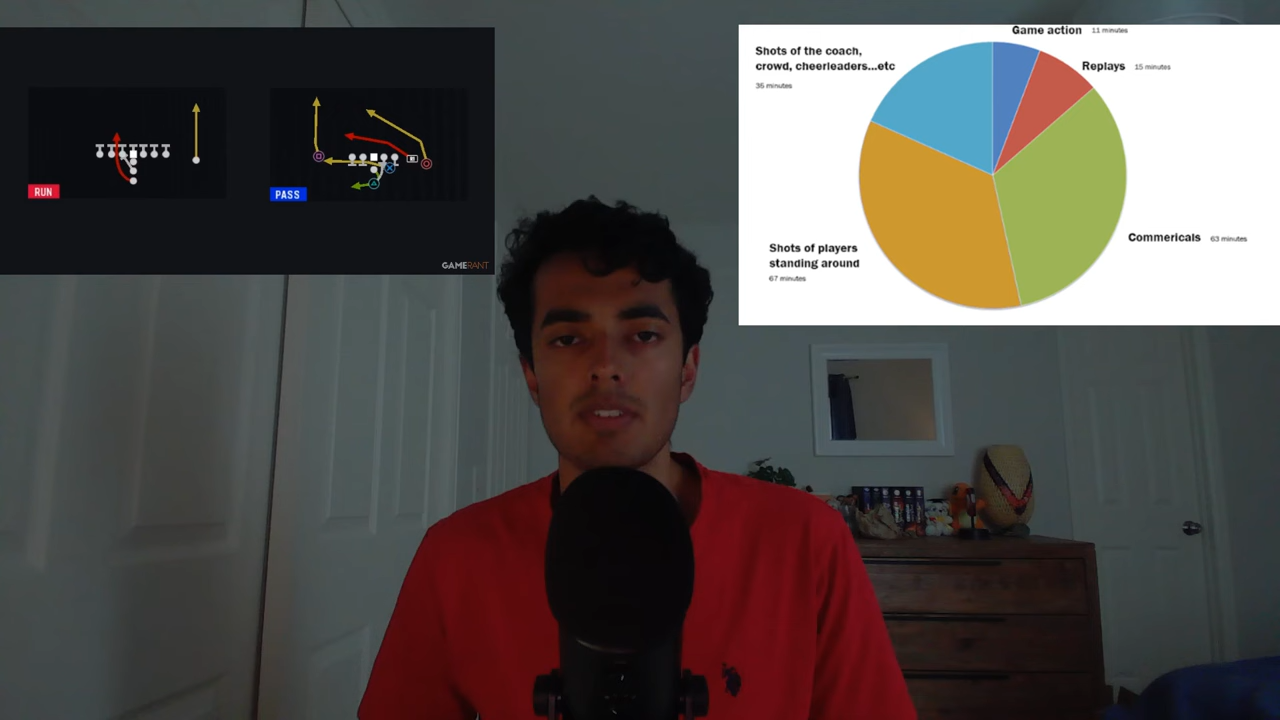 RUN
PASS
GAMERANT
Game action 11 minutes
Shots of the coach,
crowd, cheerleaders...etc
35 minutes
Replays 15 minutes
Commericals 63 minutes
Shots of players
standing around
67 minutes